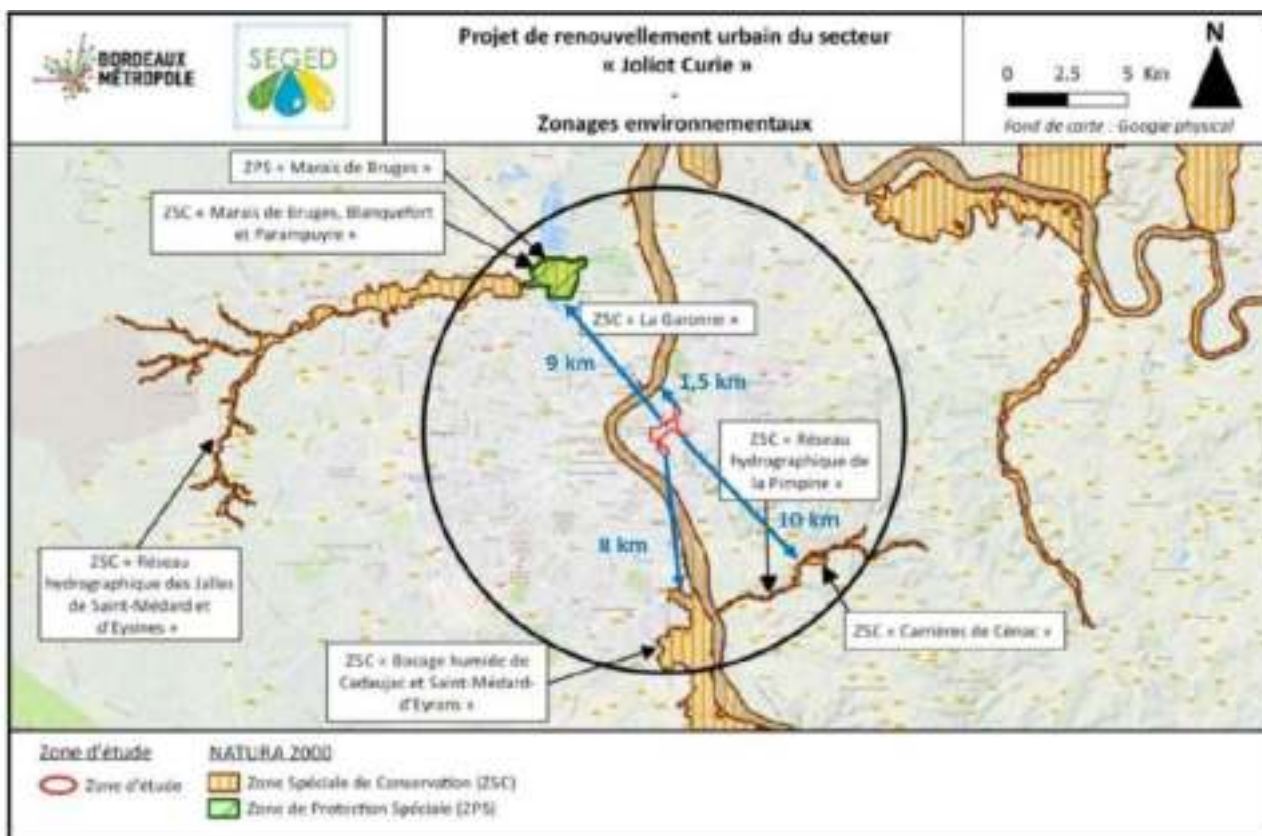 BORDEAUX
MÉTROPOLE
SEGED
Projet de renouvellement urbain du secteur
« Joliot Curie »
-
Zonages environnementaux
N
0 2.5 5 Km
Fond de carte : Google physical
ZPS « Marais de Bruges »
ZSC « Marais de Bruges, Blanquefort
et Parampuyre »
ZSC « La Garonne »
9 km
1,5 km
ZSC « Réseau
hydrographique de
la Pimpine »
10 km
8 km
ZSC « Réseau
hydrographique des Jalles
de Saint-Médard et
d'Eysines »
ZSC « Carrières de Cénac »
ZSC « Bocage humide de
Cadaujac et Saint-Médard-
d'Eyrans »
Zone d'étude
Zone d'étude
NATURA 2000
Zone Spéciale de Conservation (ZSC)
Zone de Protection Spéciale (ZPS)